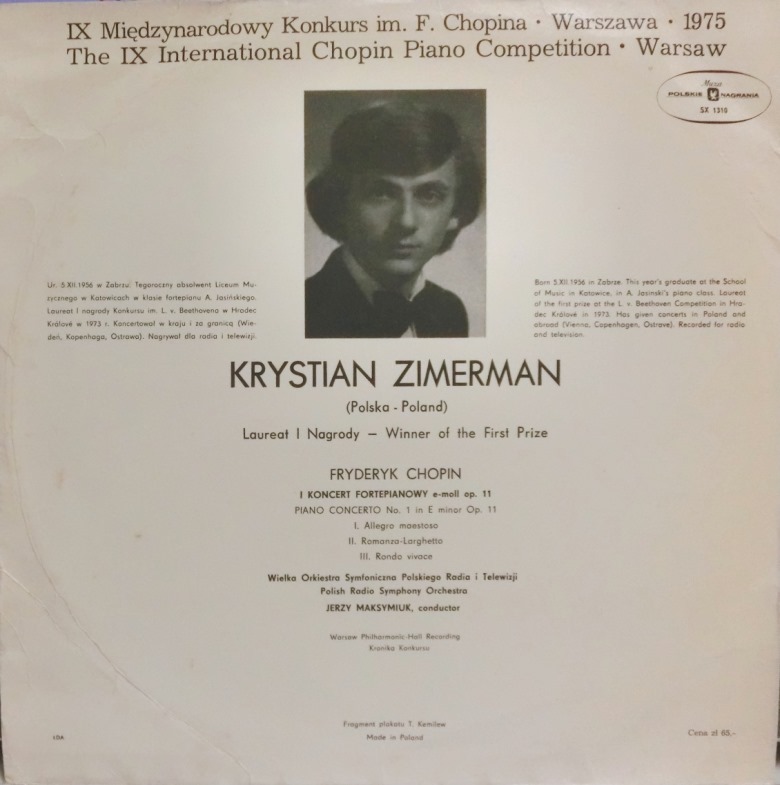 IX Międzynarodowy Konkurs im. F. Chopina · Warszawa · 1975
The IX International Chopin Piano Competition · Warsaw
Muza
POLSKIE NAGRANIA
SX 1310
Ur. 5.XII.1956 w Zabrzu. Tegoroczny absolwent Liceum Mu-
zycznego w Katowicach w klasie fortepianu A. Jasińskiego.
Laureat I nagrody Konkursu im. L. v. Beethovena w Hradec
Králové w 1973 r. Koncertował w kraju i za granicą (Wie-
deń, Kopenhaga, Ostrawa). Nagrywał dla radia i telewizji.
Born 5.XII.1956 in Zabrze. This year's graduate at the School
of Music in Katowice, in A. Jasinski's piano class. Laureat
of the first prize at the L. v. Beethoven Competition in Hra-
dec Králové in 1973. Has given concerts in Poland and
abroad (Vienna, Copenhagen, Ostrava). Recorded for radio
and television.
KRYSTIAN ZIMERMAN
(Polska - Poland)
Laureat I Nagrody – Winner of the First Prize
FRYDERYK CHOPIN
I KONCERT FORTEPIANOWY e-moll op. 11
PIANO CONCERTO No. 1 in E minor Op. 11
I. Allegro maestoso
II. Romanza-Larghetto
III. Rondo vivace
Wielka Orkiestra Symfoniczna Polskiego Radia i Telewizji
Polish Radio Symphony Orchestra
JERZY MAKSYMIUK, conductor
Warsaw Philharmonic-Hall Recording
Kronika Konkursu
Fragment plakatu T. Kemilew
Made in Poland
Cena zł 65,-